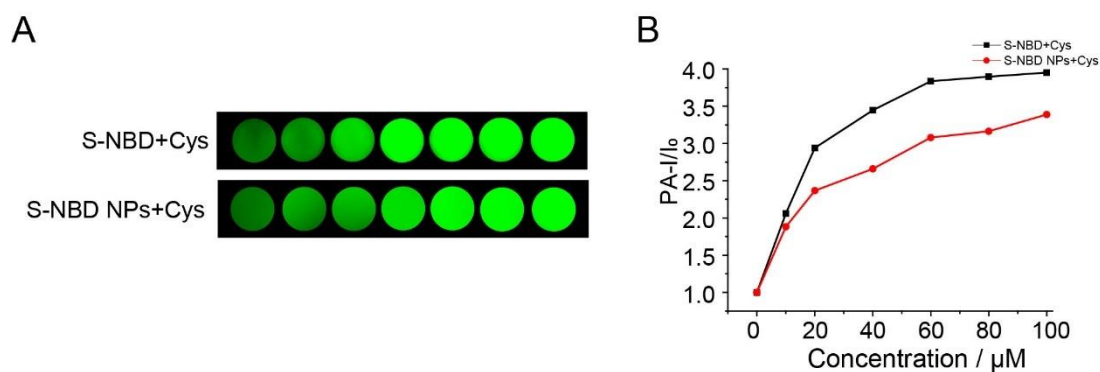 A
S-NBD+Cys
S-NBD NPs+Cys
B
S-NBD+Cys
S-NBD NPs+Cys
PA-I/I₀
4.0
3.5
3.0
2.5
2.0
1.5
1.0
0 20 40 60 80 100
Concentration / µM